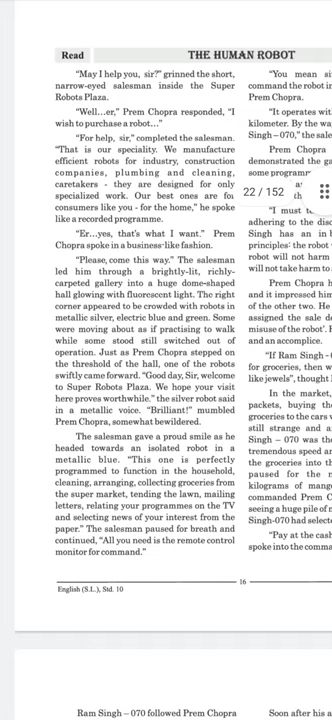 Read
THE HUMAN ROBOT
"May I help you, sir?" grinned the short,
narrow-eyed salesman inside the Super
Robots Plaza.
"Well...er," Prem Chopra responded, "I
wish to purchase a robot..."
"For help, sir," completed the salesman.
"That is our speciality. We manufacture
efficient robots for industry, construction
companies, plumbing and cleaning,
caretakers - they are designed for only
specialized work. Our best ones are for
consumers like you - for the home," he spoke
like a recorded programme.
"Er...yes, that's what I want." Prem
Chopra spoke in a business-like fashion.
"Please, come this way." The salesman
led him through a brightly-lit, richly-
carpeted gallery into a huge dome-shaped
hall glowing with fluorescent light. The right
corner appeared to be crowded with robots in
metallic silver, electric blue and green. Some
were moving about as if practising to walk
while some stood still switched out of
operation. Just as Prem Chopra stepped on
the threshold of the hall, one of the robots
swiftly came forward. "Good day, Sir, welcome
to Super Robots Plaza. We hope your visit
here proves worthwhile." the silver robot said
in a metallic voice. "Brilliant!" mumbled
Prem Chopra, somewhat bewildered.
The salesman gave a proud smile as he
headed towards an isolated robot in a
metallic blue. "This one is perfectly
programmed to function in the household,
cleaning, arranging, collecting groceries from
the super market, tending the lawn, mailing
letters, relating your programmes on the TV
and selecting news of your interest from the
paper." The salesman paused for breath and
continued, "All you need is the remote control
monitor for command."
"You mean si
command the robot in
Prem Chopra.
"It operates wit
kilometer. By the wa
Singh – 070," the sale
Prem Chopra
demonstrated the ga
some programr
22 / 152
"I must t
adhering to the disc
Singh has an in b
principles: the robot
robot will not harm
will not take harm to
Prem Chopra h
and it impressed him
of the other two. He
assigned the sale de
misuse of the robot'. H
and an accomplice.
"If Ram Singh - 0
for groceries, then w
like jewels", thought
In the market,
packets, buying the
groceries to the cars
still strange and a
Singh – 070 was the
tremendous speed ar
the groceries into th
paused for the n
kilograms of mang
commanded Prem C
seeing a huge pile of n
Singh-070 had selecte
"Pay at the cash
spoke into the comma
16
English (S.L.), Std. 10
Ram Singh – 070 followed Prem Chopra
Soon after his a